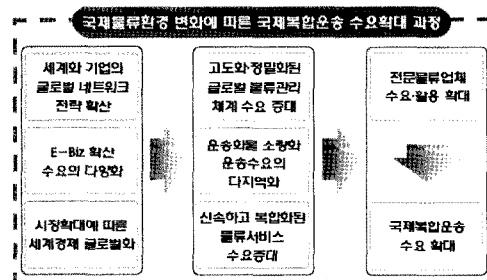 국제물류환경 변화에 따른 국제복합운송 수요확대 과정
세계화 기업의
글로벌 네트워크
전략 확산
E-Biz 확산
수요의 다양화
시장확대에 따른
세계경제 글로벌화
고도화·정밀화된
글로벌 물류관리
체계 수요 증대
운송화물 소량화
운송수요의
다지역화
신속하고 복합화된
물류서비스
수요증대
전문물류업체
수요·활용 확대
국제복합운송
수요 확대